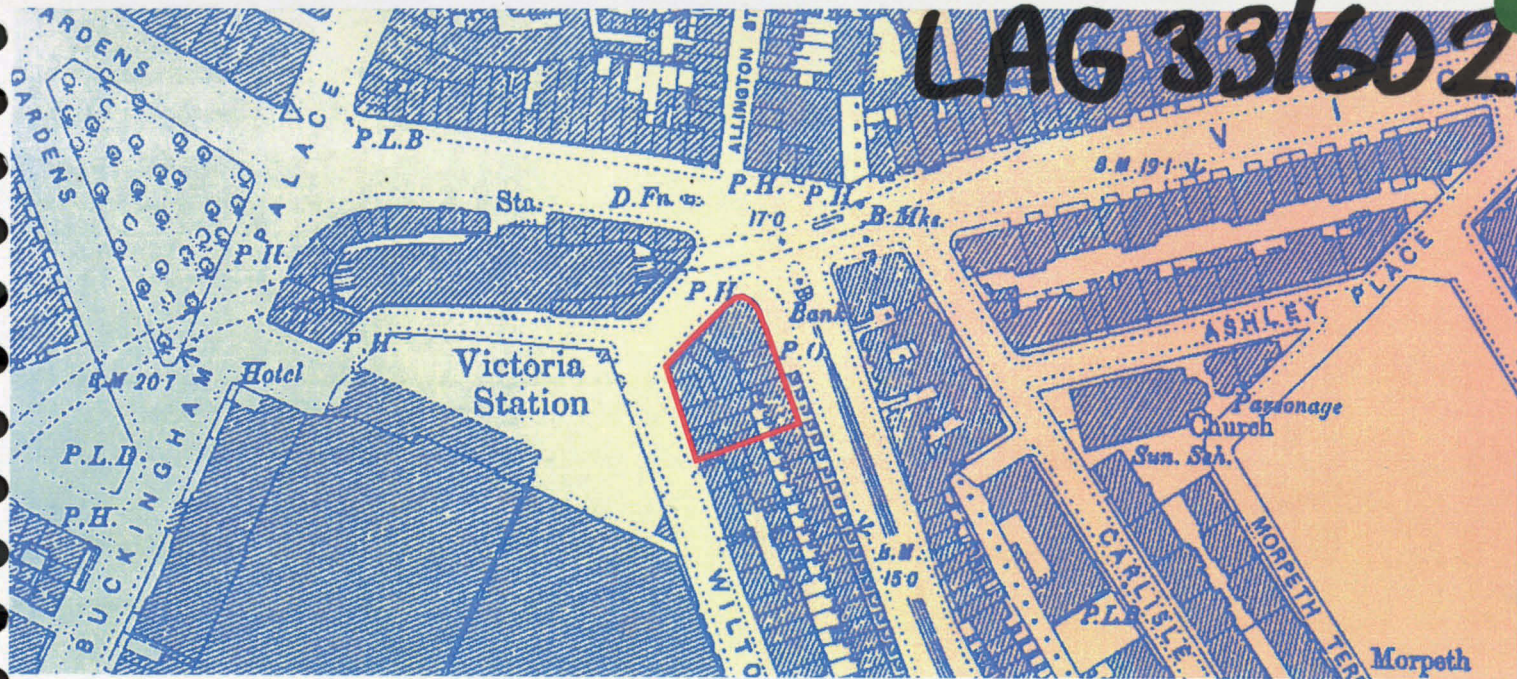 LAG 33/602
ARDENS
GARDENS
BUCKINGHAM PALACE
P.L.B
ALLINGTON ST
V I
B.M. 19·1
Sta.
D.Fn.
P.H.
P.H.
17·0
B.Mks.
P.H.
P.H.
Bank
P.O.
ASHLEY PLACE
Victoria
Station
P.H.
Hotel
B.M 20·7
Parsonage
Church
Sun. Sch.
P.H.
B.M.
15·0
WILTO
CARLISLE
MORPETH TER
Morpeth